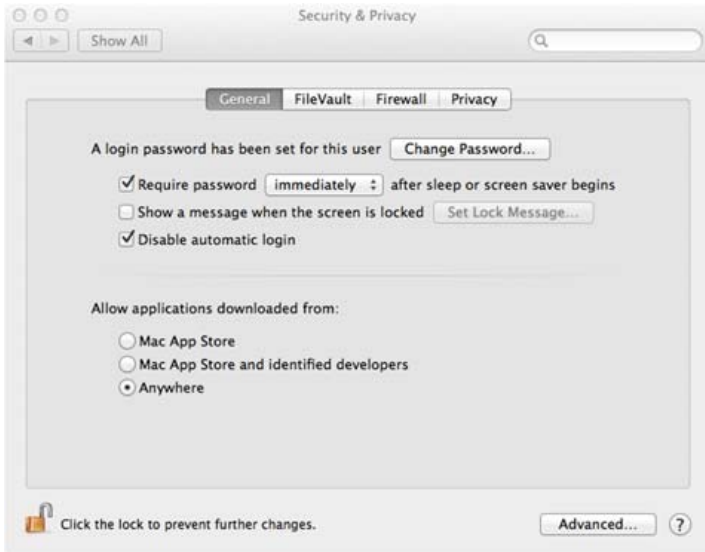 Security & Privacy
Show All
General FileVault Firewall Privacy
A login password has been set for this user Change Password...
Require password immediately after sleep or screen saver begins
Show a message when the screen is locked Set Lock Message...
Disable automatic login
Allow applications downloaded from:
Mac App Store
Mac App Store and identified developers
Anywhere
Click the lock to prevent further changes. Advanced... ?